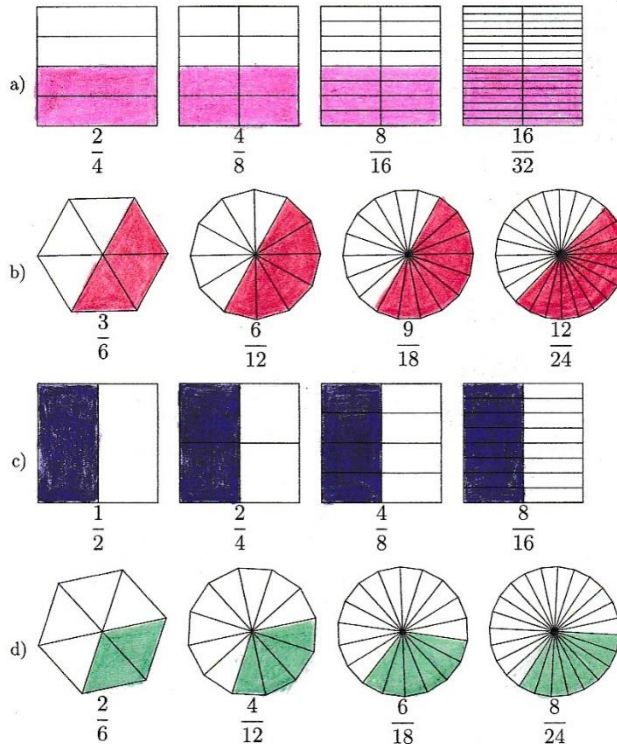 a)
2/4 4/8 8/16 16/32
b)
3/6 6/12 9/18 12/24
c)
1/2 2/4 4/8 8/16
d)
2/6 4/12 6/18 8/24